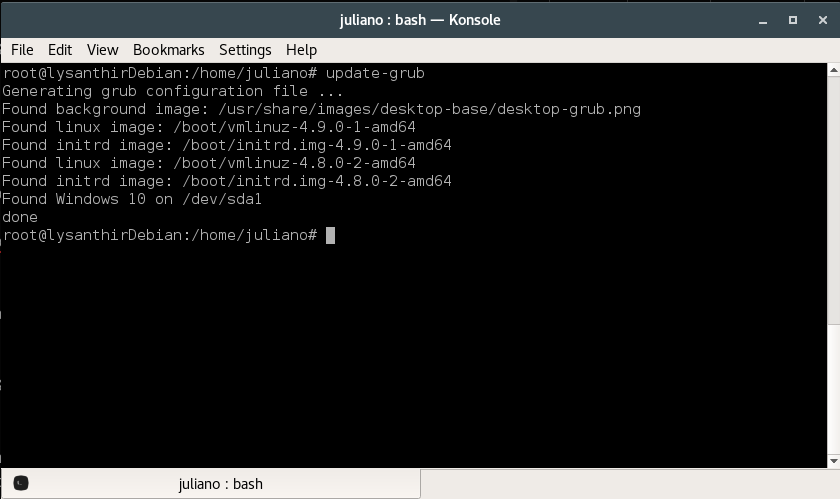 juliano : bash — Konsole
File Edit View Bookmarks Settings Help
root@lysanthirDebian:/home/juliano# update-grub
Generating grub configuration file ...
Found background image: /usr/share/images/desktop-base/desktop-grub.png
Found linux image: /boot/vmlinuz-4.9.0-1-amd64
Found initrd image: /boot/initrd.img-4.9.0-1-amd64
Found linux image: /boot/vmlinuz-4.8.0-2-amd64
Found initrd image: /boot/initrd.img-4.8.0-2-amd64
Found Windows 10 on /dev/sda1
done
root@lysanthirDebian:/home/juliano#
juliano : bash